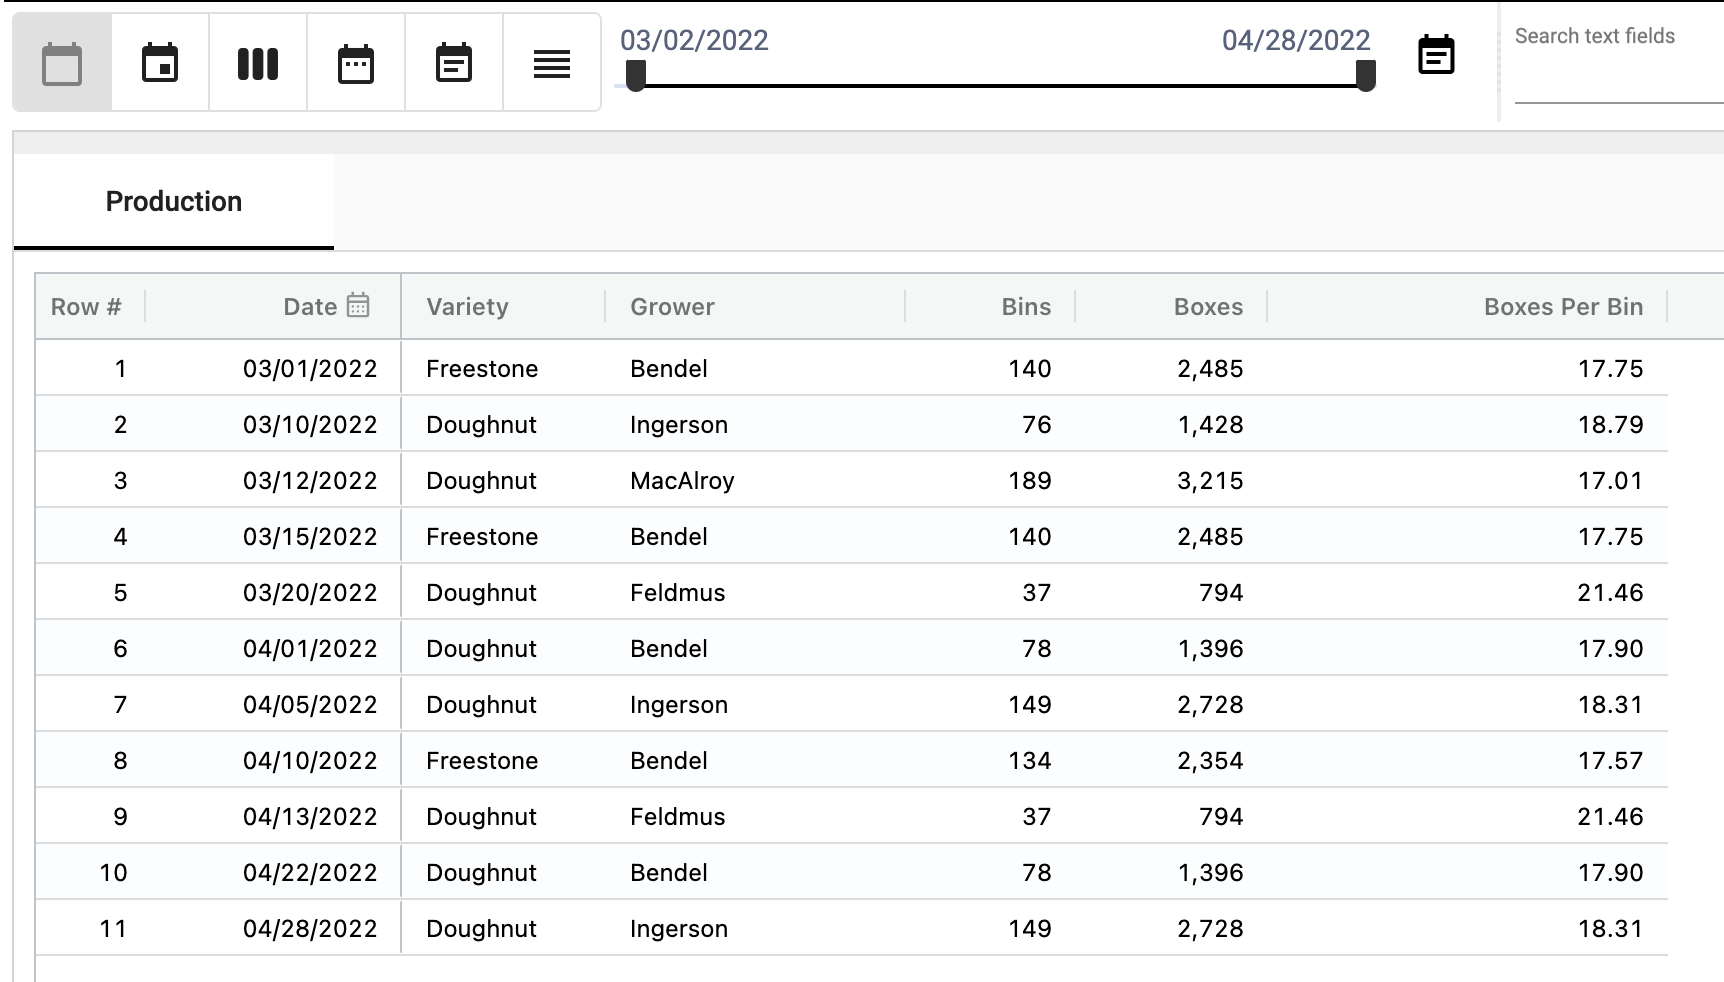 03/02/2022 04/28/2022 Search text fields
Production
Row # Date Variety Grower Bins Boxes Boxes Per Bin
1 03/01/2022 Freestone Bendel 140 2,485 17.75
2 03/10/2022 Doughnut Ingerson 76 1,428 18.79
3 03/12/2022 Doughnut MacAlroy 189 3,215 17.01
4 03/15/2022 Freestone Bendel 140 2,485 17.75
5 03/20/2022 Doughnut Feldmus 37 794 21.46
6 04/01/2022 Doughnut Bendel 78 1,396 17.90
7 04/05/2022 Doughnut Ingerson 149 2,728 18.31
8 04/10/2022 Freestone Bendel 134 2,354 17.57
9 04/13/2022 Doughnut Feldmus 37 794 21.46
10 04/22/2022 Doughnut Bendel 78 1,396 17.90
11 04/28/2022 Doughnut Ingerson 149 2,728 18.31